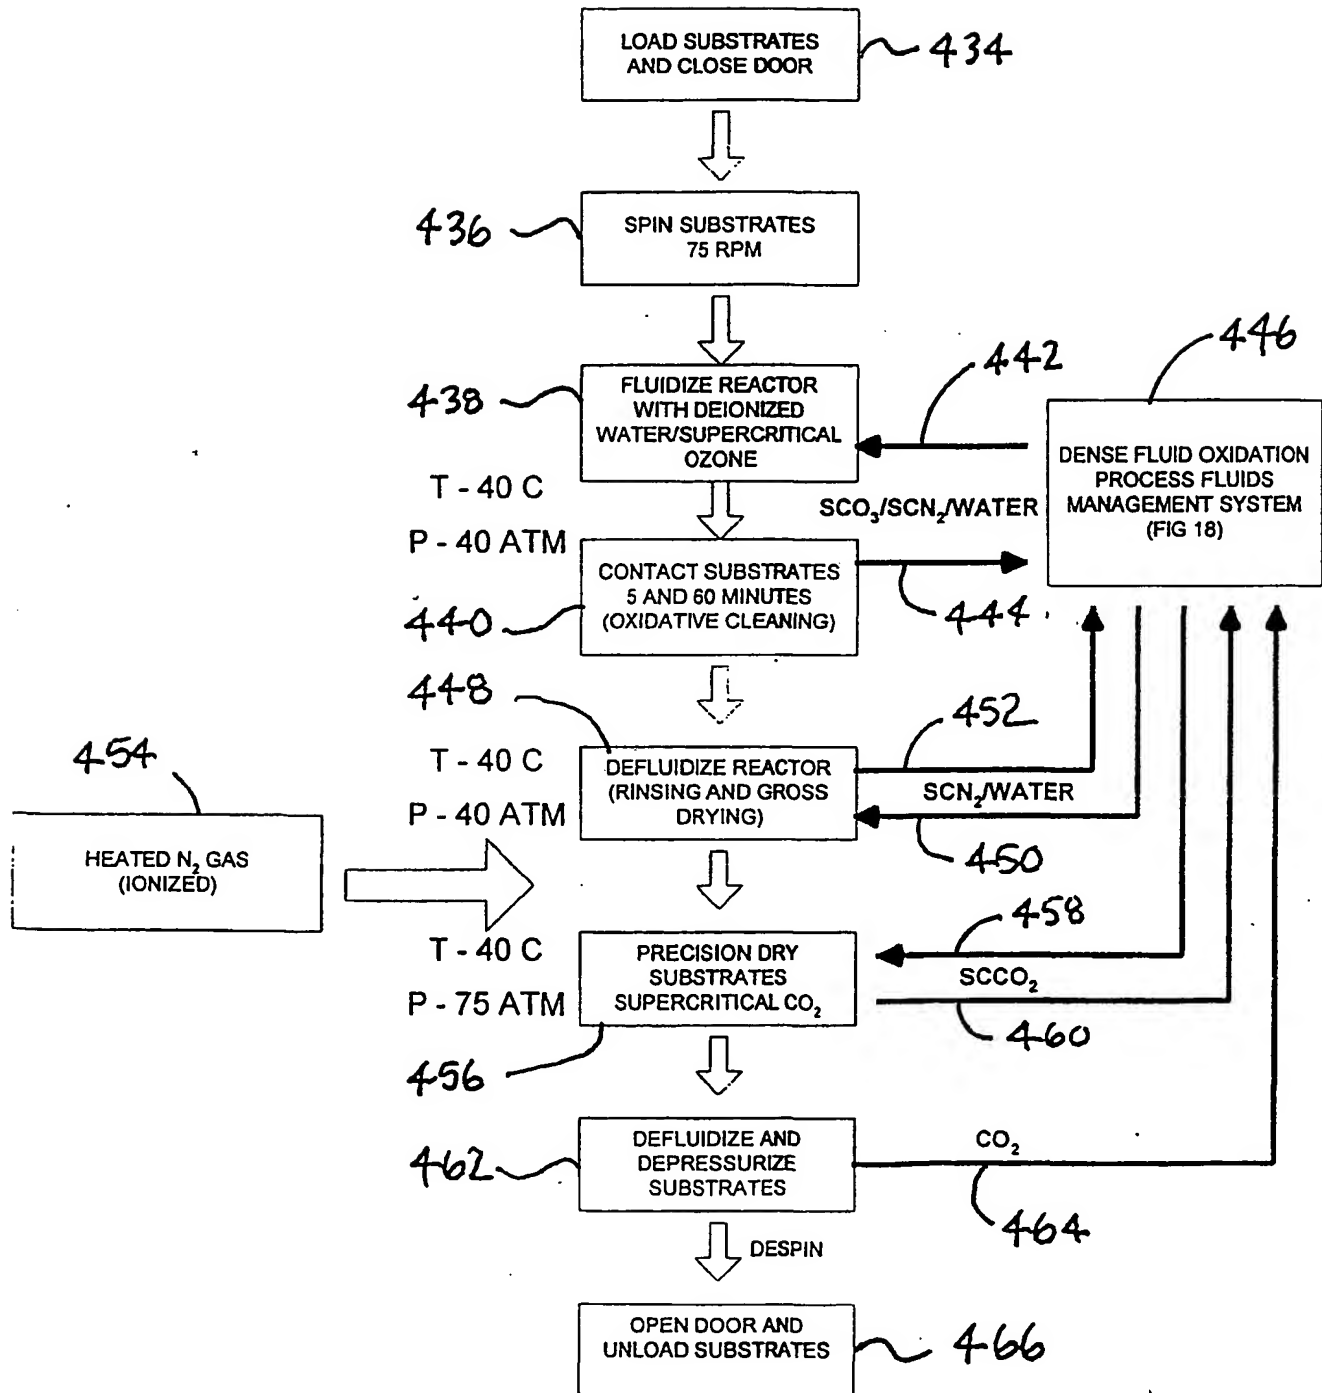 LOAD SUBSTRATES
AND CLOSE DOOR
434
SPIN SUBSTRATES
75 RPM
436
FLUIDIZE REACTOR
WITH DEIONIZED
WATER/SUPERCRITICAL
OZONE
438
442
446
DENSE FLUID OXIDATION
PROCESS FLUIDS
MANAGEMENT SYSTEM
(FIG 18)
T - 40 C
P - 40 ATM
SCO₃/SCN₂/WATER
CONTACT SUBSTRATES
5 AND 60 MINUTES
(OXIDATIVE CLEANING)
440
444
448
452
454
T - 40 C
P - 40 ATM
DEFLUIDIZE REACTOR
(RINSING AND GROSS
DRYING)
SCN₂/WATER
450
HEATED N₂ GAS
(IONIZED)
458
T - 40 C
P - 75 ATM
PRECISION DRY
SUBSTRATES
SUPERCRITICAL CO₂
SCCO₂
460
456
DEFLUIDIZE AND
DEPRESSURIZE
SUBSTRATES
462
CO₂
464
DESPIN
OPEN DOOR AND
UNLOAD SUBSTRATES
466